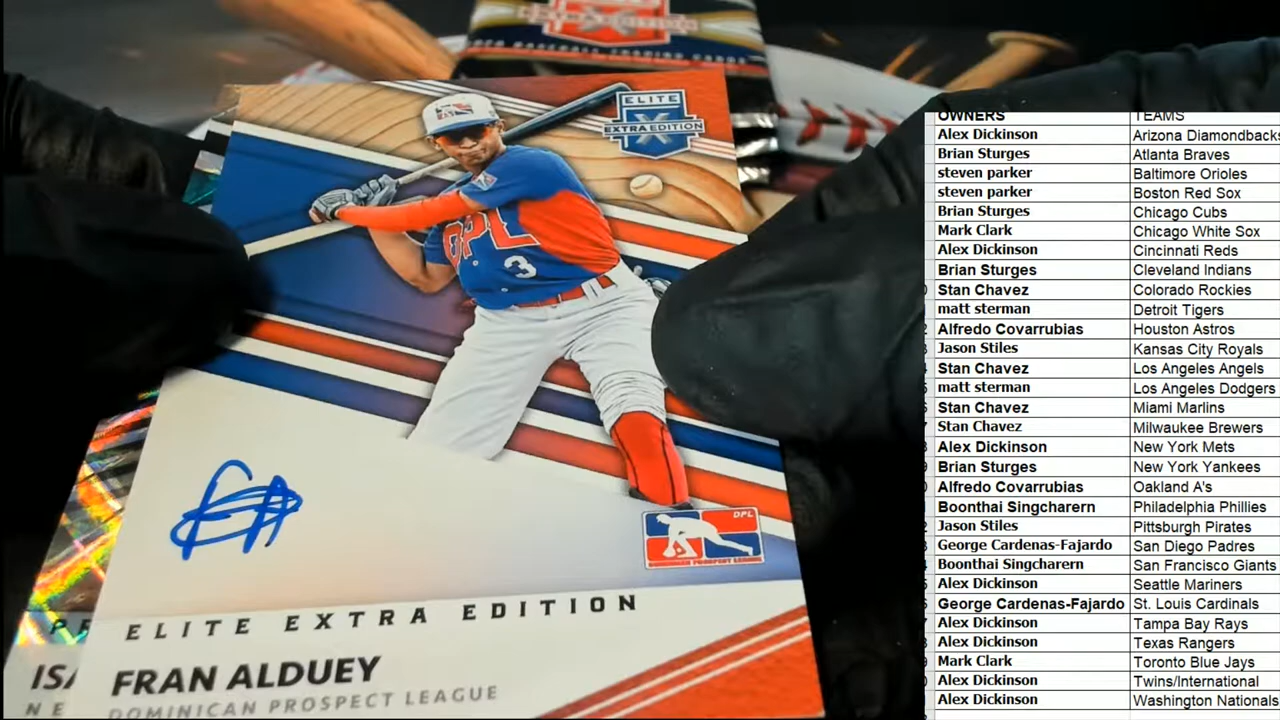 ELITE
EXTRA EDITION
DPL
3
DPL
DOMINICAN PROSPECT LEAGUE
ELITE EXTRA EDITION
FRAN ALDUEY
DOMINICAN PROSPECT LEAGUE
PR
ISA
NE
OWNERS TEAMS
Alex Dickinson Arizona Diamondback
Brian Sturges Atlanta Braves
steven parker Baltimore Orioles
steven parker Boston Red Sox
Brian Sturges Chicago Cubs
Mark Clark Chicago White Sox
Alex Dickinson Cincinnati Reds
Brian Sturges Cleveland Indians
Stan Chavez Colorado Rockies
matt sterman Detroit Tigers
Alfredo Covarrubias Houston Astros
Jason Stiles Kansas City Royals
Stan Chavez Los Angeles Angels
matt sterman Los Angeles Dodgers
Stan Chavez Miami Marlins
Stan Chavez Milwaukee Brewers
Alex Dickinson New York Mets
Brian Sturges New York Yankees
Alfredo Covarrubias Oakland A's
Boonthai Singcharern Philadelphia Phillies
Jason Stiles Pittsburgh Pirates
George Cardenas-Fajardo San Diego Padres
Boonthai Singcharern San Francisco Giants
Alex Dickinson Seattle Mariners
George Cardenas-Fajardo St. Louis Cardinals
Alex Dickinson Tampa Bay Rays
Alex Dickinson Texas Rangers
Mark Clark Toronto Blue Jays
Alex Dickinson Twins/International
Alex Dickinson Washington Nationals